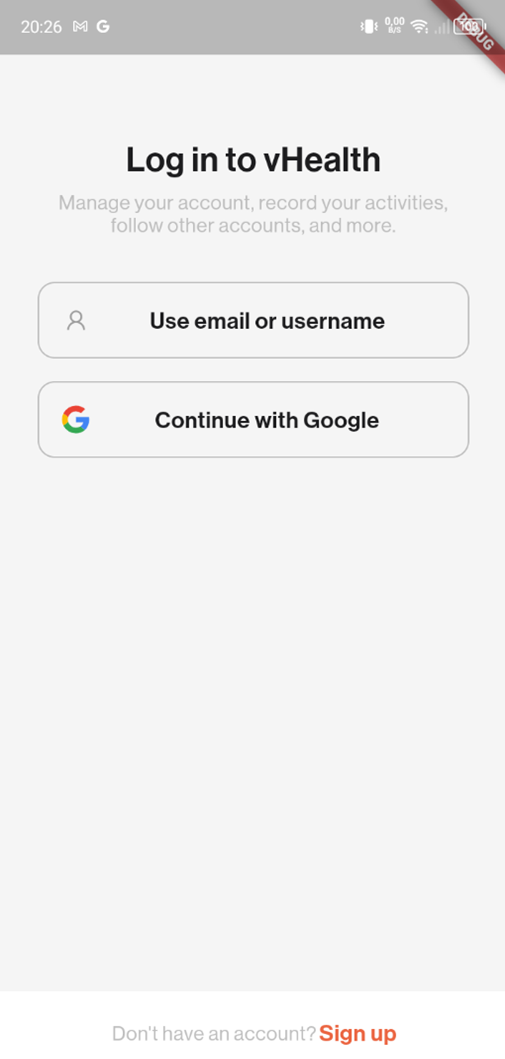 20:26
0,00
B/S
DEBUG
Log in to vHealth
Manage your account, record your activities,
follow other accounts, and more.
Use email or username
Continue with Google
Don't have an account? Sign up